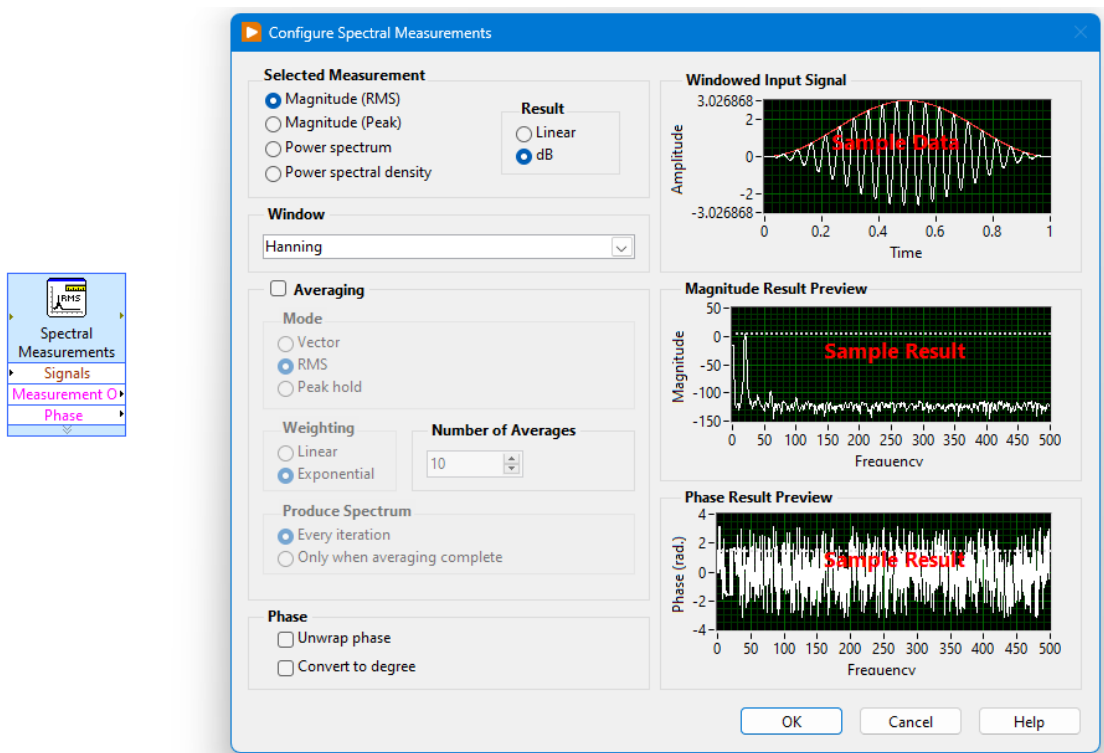 Configure Spectral Measurements
Selected Measurement
Magnitude (RMS)
Magnitude (Peak)
Power spectrum
Power spectral density
Result
Linear
dB
Window
Hanning
Averaging
Mode
Vector
RMS
Peak hold
Weighting
Linear
Exponential
Number of Averages
10
Produce Spectrum
Every iteration
Only when averaging complete
Phase
Unwrap phase
Convert to degree
Windowed Input Signal
Amplitude
3.026868
2
0
-2
-3.026868
Sample Data
0 0.2 0.4 0.6 0.8 1
Time
Magnitude Result Preview
Magnitude
50
0
-50
-100
-150
Sample Result
0 50 100 150 200 250 300 350 400 450 500
Frequency
Phase Result Preview
Phase (rad.)
4
2
0
-2
-4
Sample Result
0 50 100 150 200 250 300 350 400 450 500
Frequency
OK Cancel Help
RMS
Spectral
Measurements
Signals
Measurement O
Phase